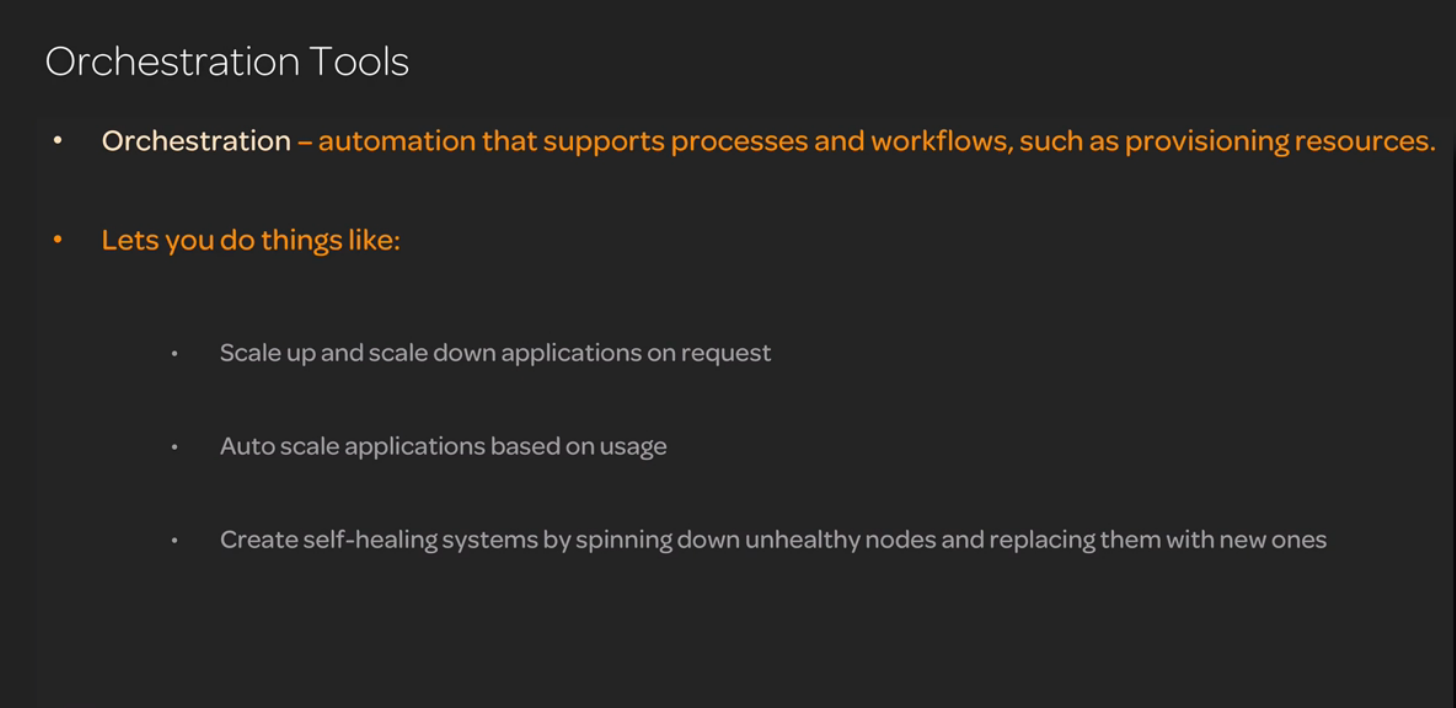 Orchestration Tools
• Orchestration – automation that supports processes and workflows, such as provisioning resources.
• Lets you do things like:
• Scale up and scale down applications on request
• Auto scale applications based on usage
• Create self-healing systems by spinning down unhealthy nodes and replacing them with new ones